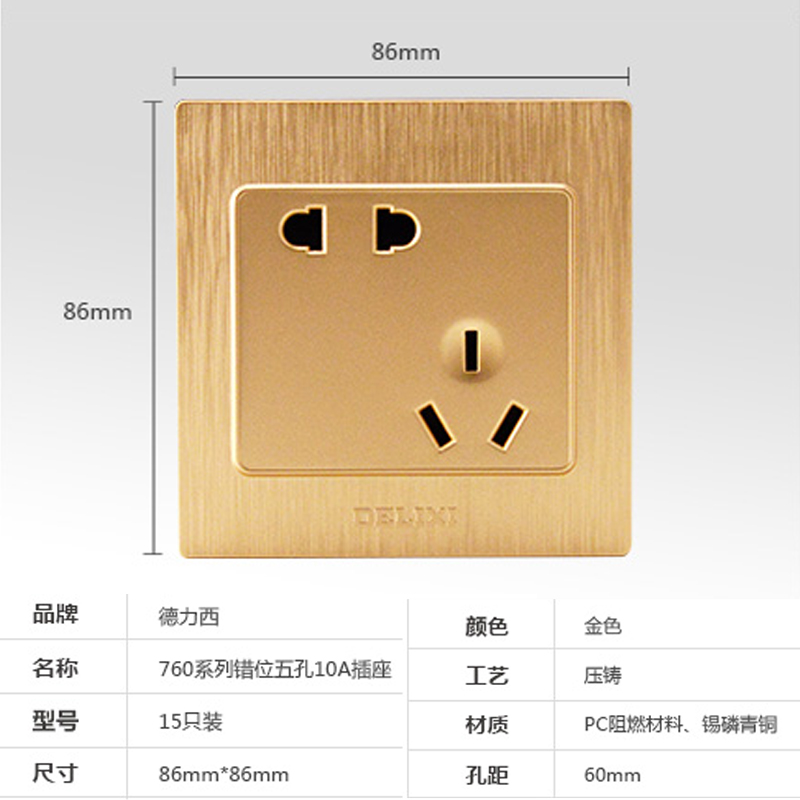 86mm
86mm
DELIXI
品牌 德力西
名称 760系列错位五孔10A插座
型号 15只装
尺寸 86mm*86mm
颜色 金色
工艺 压铸
材质 PC阻燃材料、锡磷青铜
孔距 60mm